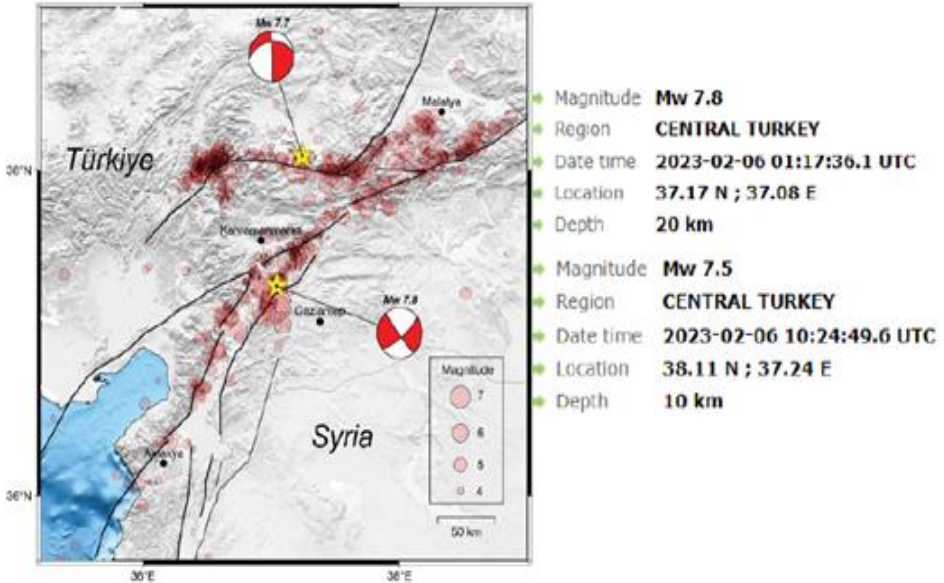 Mw 7.7
Malatya
Türkiye
38°N
Kahramanmaraş
Mw 7.8
Gaziantep
Magnitude
7
6
5
4
Syria
Antakya
50 km
36°N
36°E
38°E
Magnitude Mw 7.8
Region CENTRAL TURKEY
Date time 2023-02-06 01:17:36.1 UTC
Location 37.17 N ; 37.08 E
Depth 20 km
Magnitude Mw 7.5
Region CENTRAL TURKEY
Date time 2023-02-06 10:24:49.6 UTC
Location 38.11 N ; 37.24 E
Depth 10 km